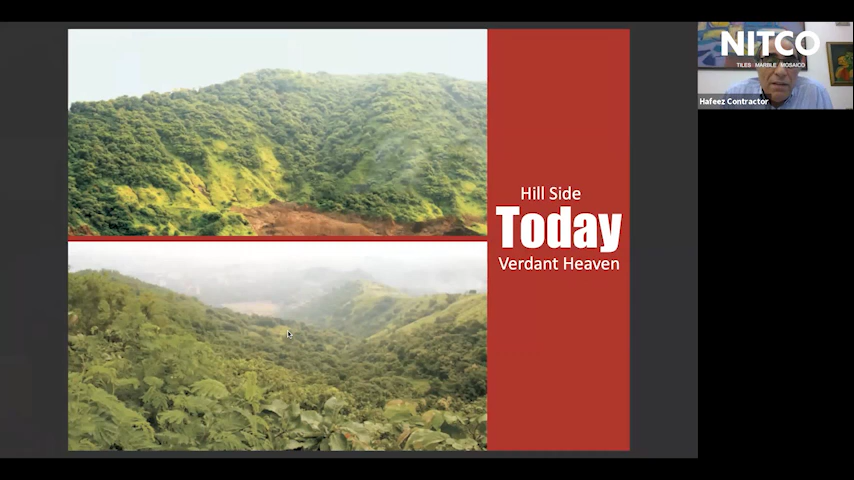 Hill Side
Today
Verdant Heaven
NITCO
TILES MARBLE MOSAICO
Hafeez Contractor